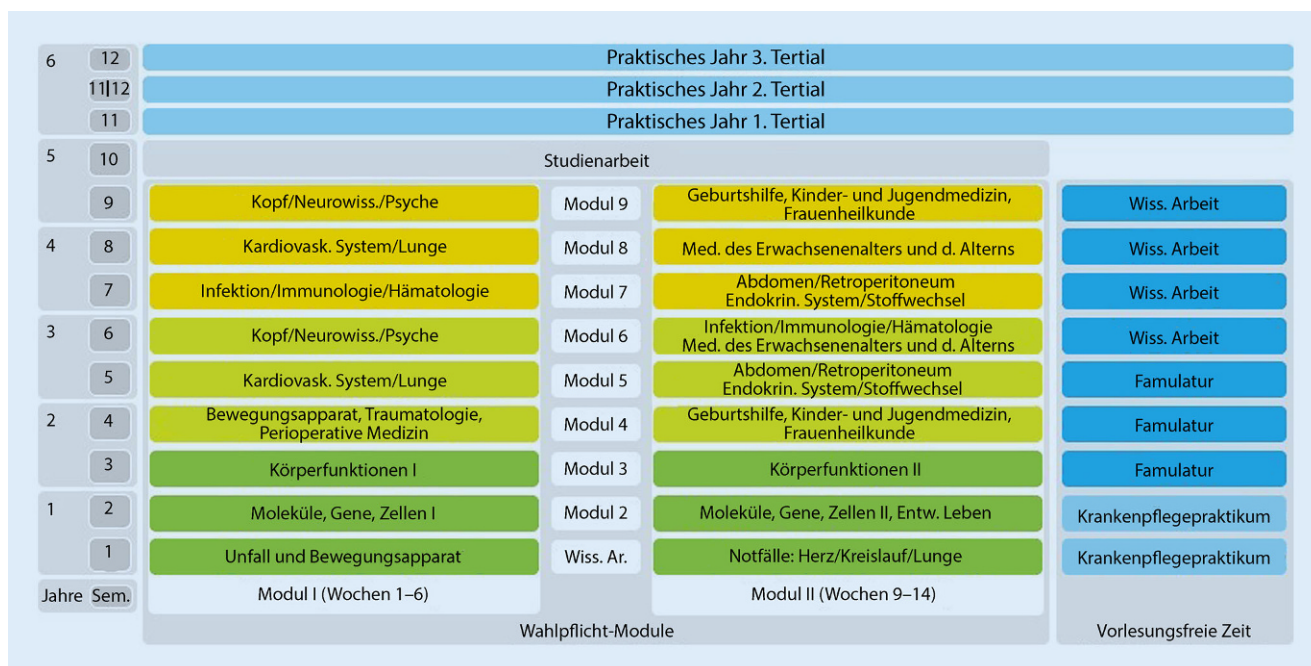 6
12
Praktisches Jahr 3. Tertial
11|12
Praktisches Jahr 2. Tertial
11
Praktisches Jahr 1. Tertial
5
10
Studienarbeit
9
Kopf/Neurowiss./Psyche
Modul 9
Geburtshilfe, Kinder- und Jugendmedizin,
Frauenheilkunde
Wiss. Arbeit
4
8
Kardiovask. System/Lunge
Modul 8
Med. des Erwachsenenalters und d. Alterns
Wiss. Arbeit
7
Infektion/Immunologie/Hämatologie
Modul 7
Abdomen/Retroperitoneum
Endokrin. System/Stoffwechsel
Wiss. Arbeit
3
6
Kopf/Neurowiss./Psyche
Modul 6
Infektion/Immunologie/Hämatologie
Med. des Erwachsenenalters und d. Alterns
Wiss. Arbeit
5
Kardiovask. System/Lunge
Modul 5
Abdomen/Retroperitoneum
Endokrin. System/Stoffwechsel
Famulatur
2
4
Bewegungsapparat, Traumatologie,
Perioperative Medizin
Modul 4
Geburtshilfe, Kinder- und Jugendmedizin,
Frauenheilkunde
Famulatur
3
Körperfunktionen I
Modul 3
Körperfunktionen II
Famulatur
1
2
Moleküle, Gene, Zellen I
Modul 2
Moleküle, Gene, Zellen II, Entw. Leben
Krankenpflegepraktikum
1
Unfall und Bewegungsapparat
Wiss. Ar.
Notfälle: Herz/Kreislauf/Lunge
Krankenpflegepraktikum
Jahre
Sem.
Modul I (Wochen 1–6)
Modul II (Wochen 9–14)
Wahlpflicht-Module
Vorlesungsfreie Zeit